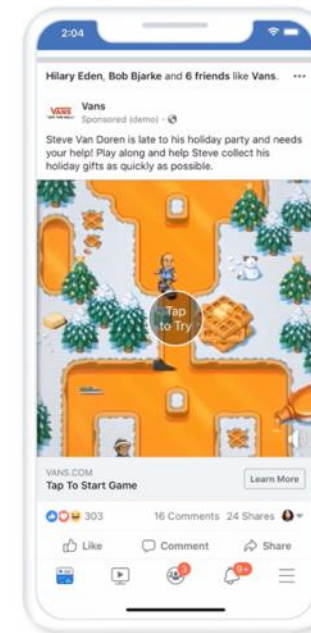 2:04
Hilary Eden, Bob Bjarke and 6 friends like Vans.
VANS
Vans
Sponsored (demo) ·
Steve Van Doren is late to his holiday party and needs
your help! Play along and help Steve collect his
holiday gifts as quickly as possible.
Tap
to Try
VANS.COM
Tap To Start Game
Learn More
303
16 Comments 24 Shares
Like Comment Share
3
9+